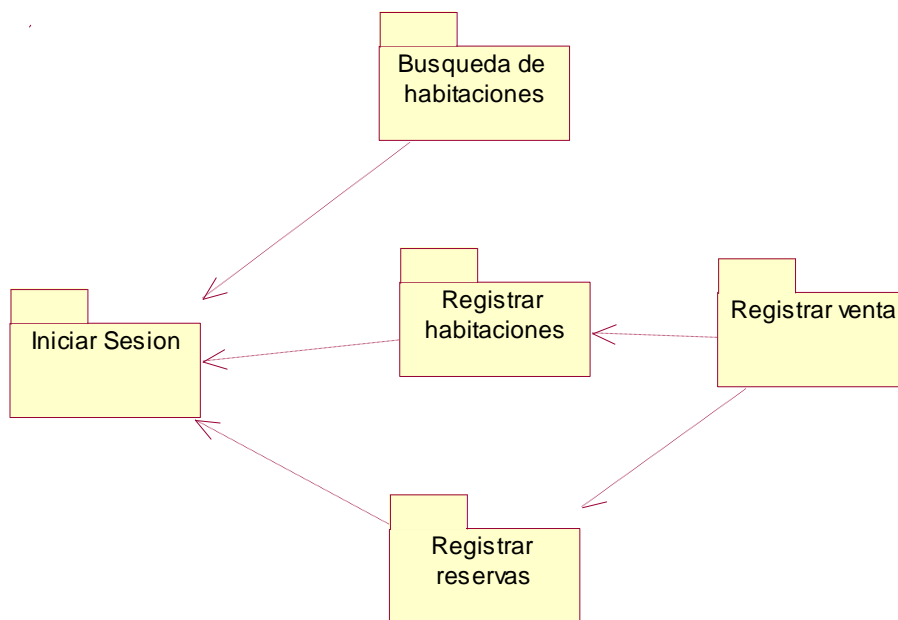 Busqueda de
habitaciones
Registrar
habitaciones
Registrar venta
Iniciar Sesion
Registrar
reservas